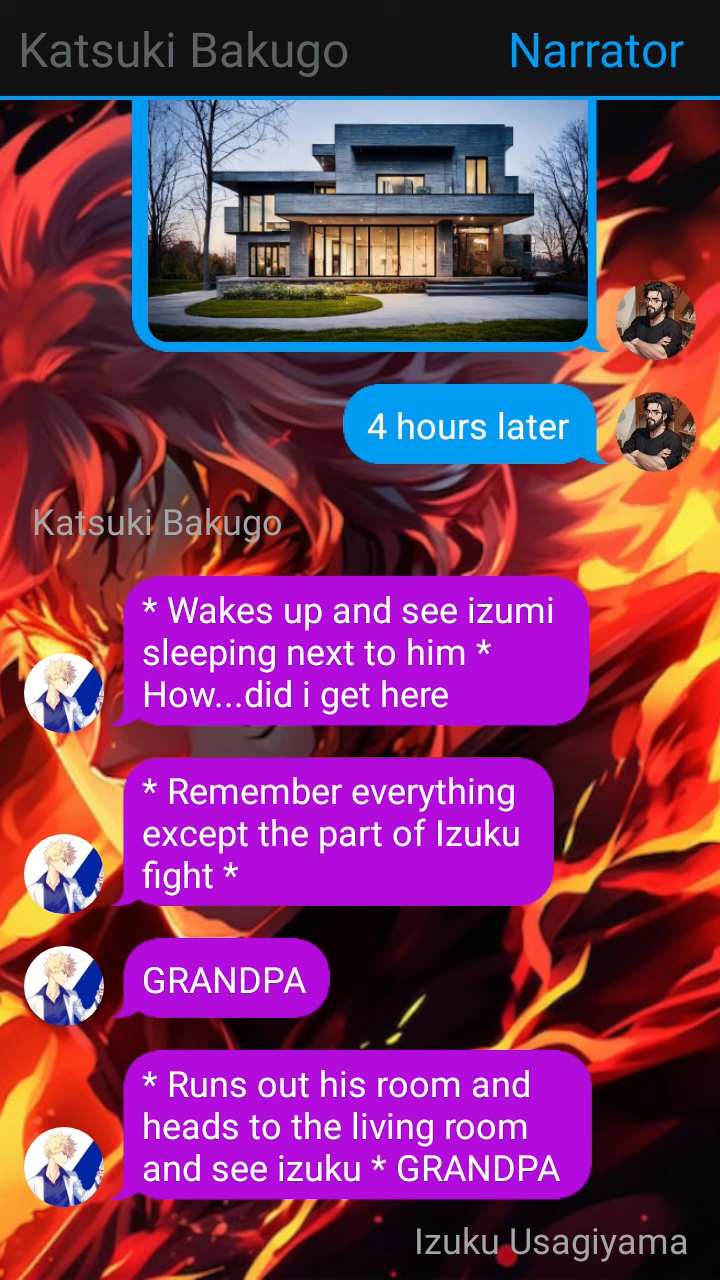 Katsuki Bakugo Narrator
4 hours later
Katsuki Bakugo
* Wakes up and see izumi
sleeping next to him *
How...did i get here
* Remember everything
except the part of Izuku
fight *
GRANDPA
* Runs out his room and
heads to the living room
and see izuku * GRANDPA
Izuku Usagiyama